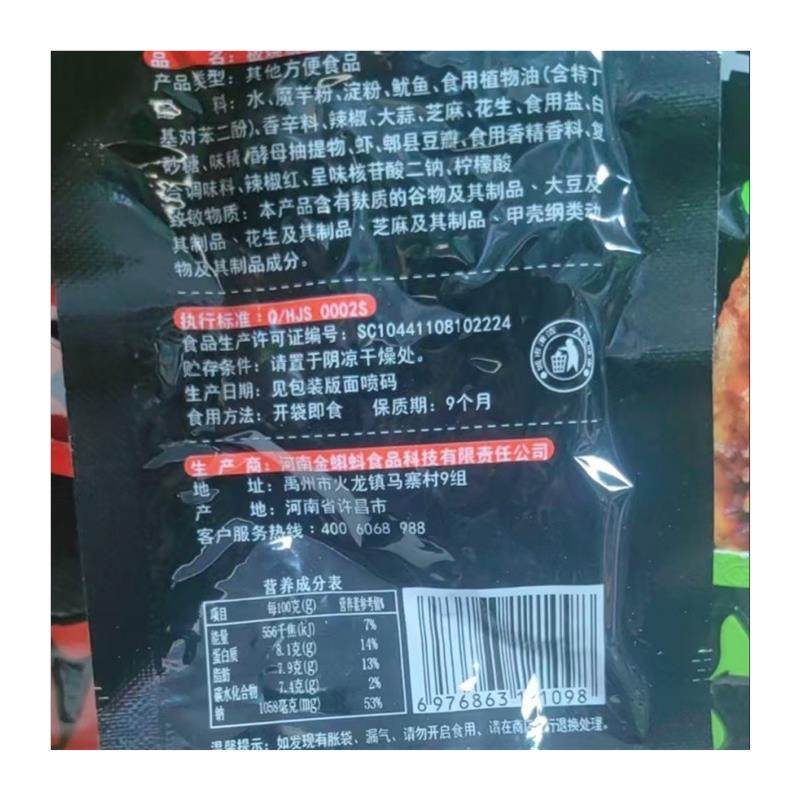 品 名：
产品类型：其他方便食品
料：水、魔芋粉、淀粉、鱿鱼、食用植物油(含特丁
基对苯二酚)、香辛料、辣椒、大蒜、芝麻、花生、食用盐、白
砂糖、味精、酵母抽提物、虾、郫县豆瓣、食用香精香料、复
合调味料、辣椒红、呈味核苷酸二钠、柠檬酸
致敏物质：本产品含有麸质的谷物及其制品、大豆及
其制品、花生及其制品、芝麻及其制品、甲壳纲类动
物及其制品成分。
执行标准：Q/HJS 0002S
食品生产许可证编号：SC10441108102224
贮存条件：请置于阴凉干燥处。
生产日期：见包装版面喷码
食用方法：开袋即食 保质期：9个月
生 产 商：河南金蝌蚪食品科技有限责任公司
地 址：禹州市火龙镇马寨村9组
产 地：河南省许昌市
客户服务热线：400 6068 988
营养成分表
项目 每100克(g) 营养素参考值%
能量 556千焦(kJ) 7%
蛋白质 8.1克(g) 14%
脂肪 7.9克(g) 13%
碳水化合物 7.4克(g) 2%
钠 1058毫克(mg) 53%
6 976863 1 1098
温馨提示：如发现有胀袋、漏气、请勿开启食用、请在商店 行退换处理。